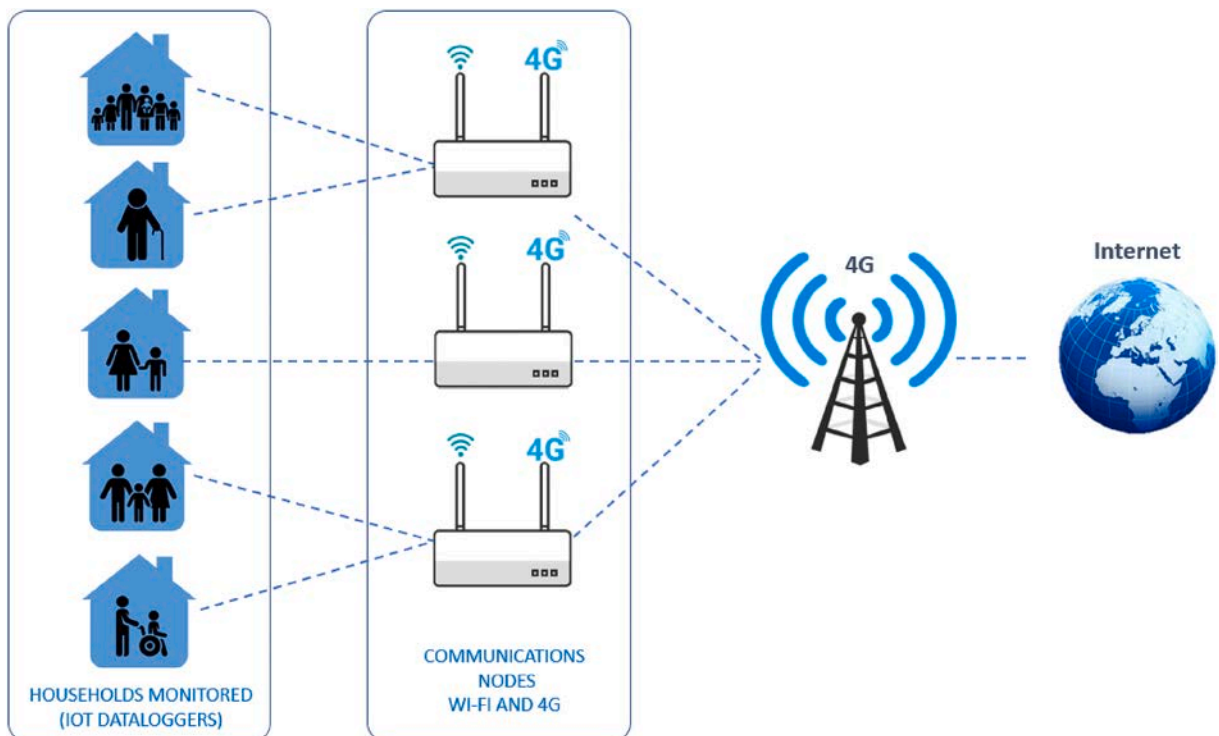 4G
4G
4G
4G
Internet
HOUSEHOLDS MONITORED
(IOT DATALOGGERS)
COMMUNICATIONS
NODES
WI-FI AND 4G